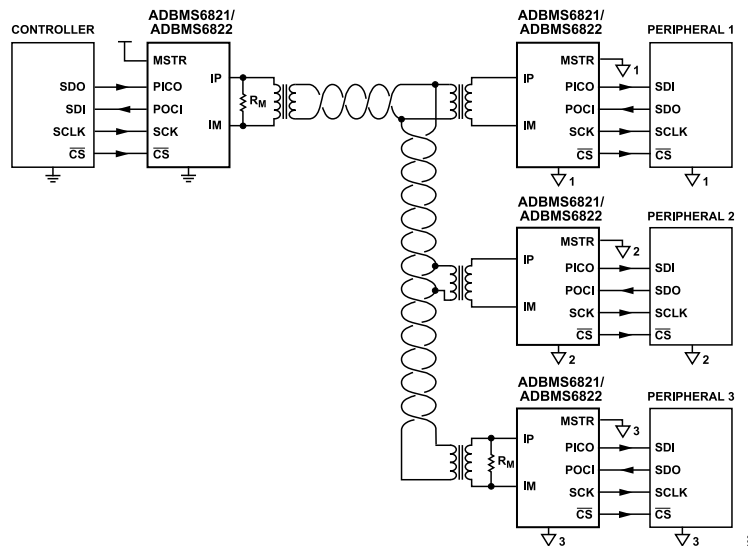 CONTROLLER
SDO
SDI
SCLK
CS
ADBMS6821/
ADBMS6822
MSTR
PICO
POCI
SCK
CS
IP
IM
RM
ADBMS6821/
ADBMS6822
IP
IM
MSTR
PICO
POCI
SCK
CS
1
1
PERIPHERAL 1
SDI
SDO
SCLK
CS
1
ADBMS6821/
ADBMS6822
IP
IM
MSTR
PICO
POCI
SCK
CS
2
2
PERIPHERAL 2
SDI
SDO
SCLK
CS
2
ADBMS6821/
ADBMS6822
RM
IP
IM
MSTR
PICO
POCI
SCK
CS
3
3
PERIPHERAL 3
SDI
SDO
SCLK
CS
3